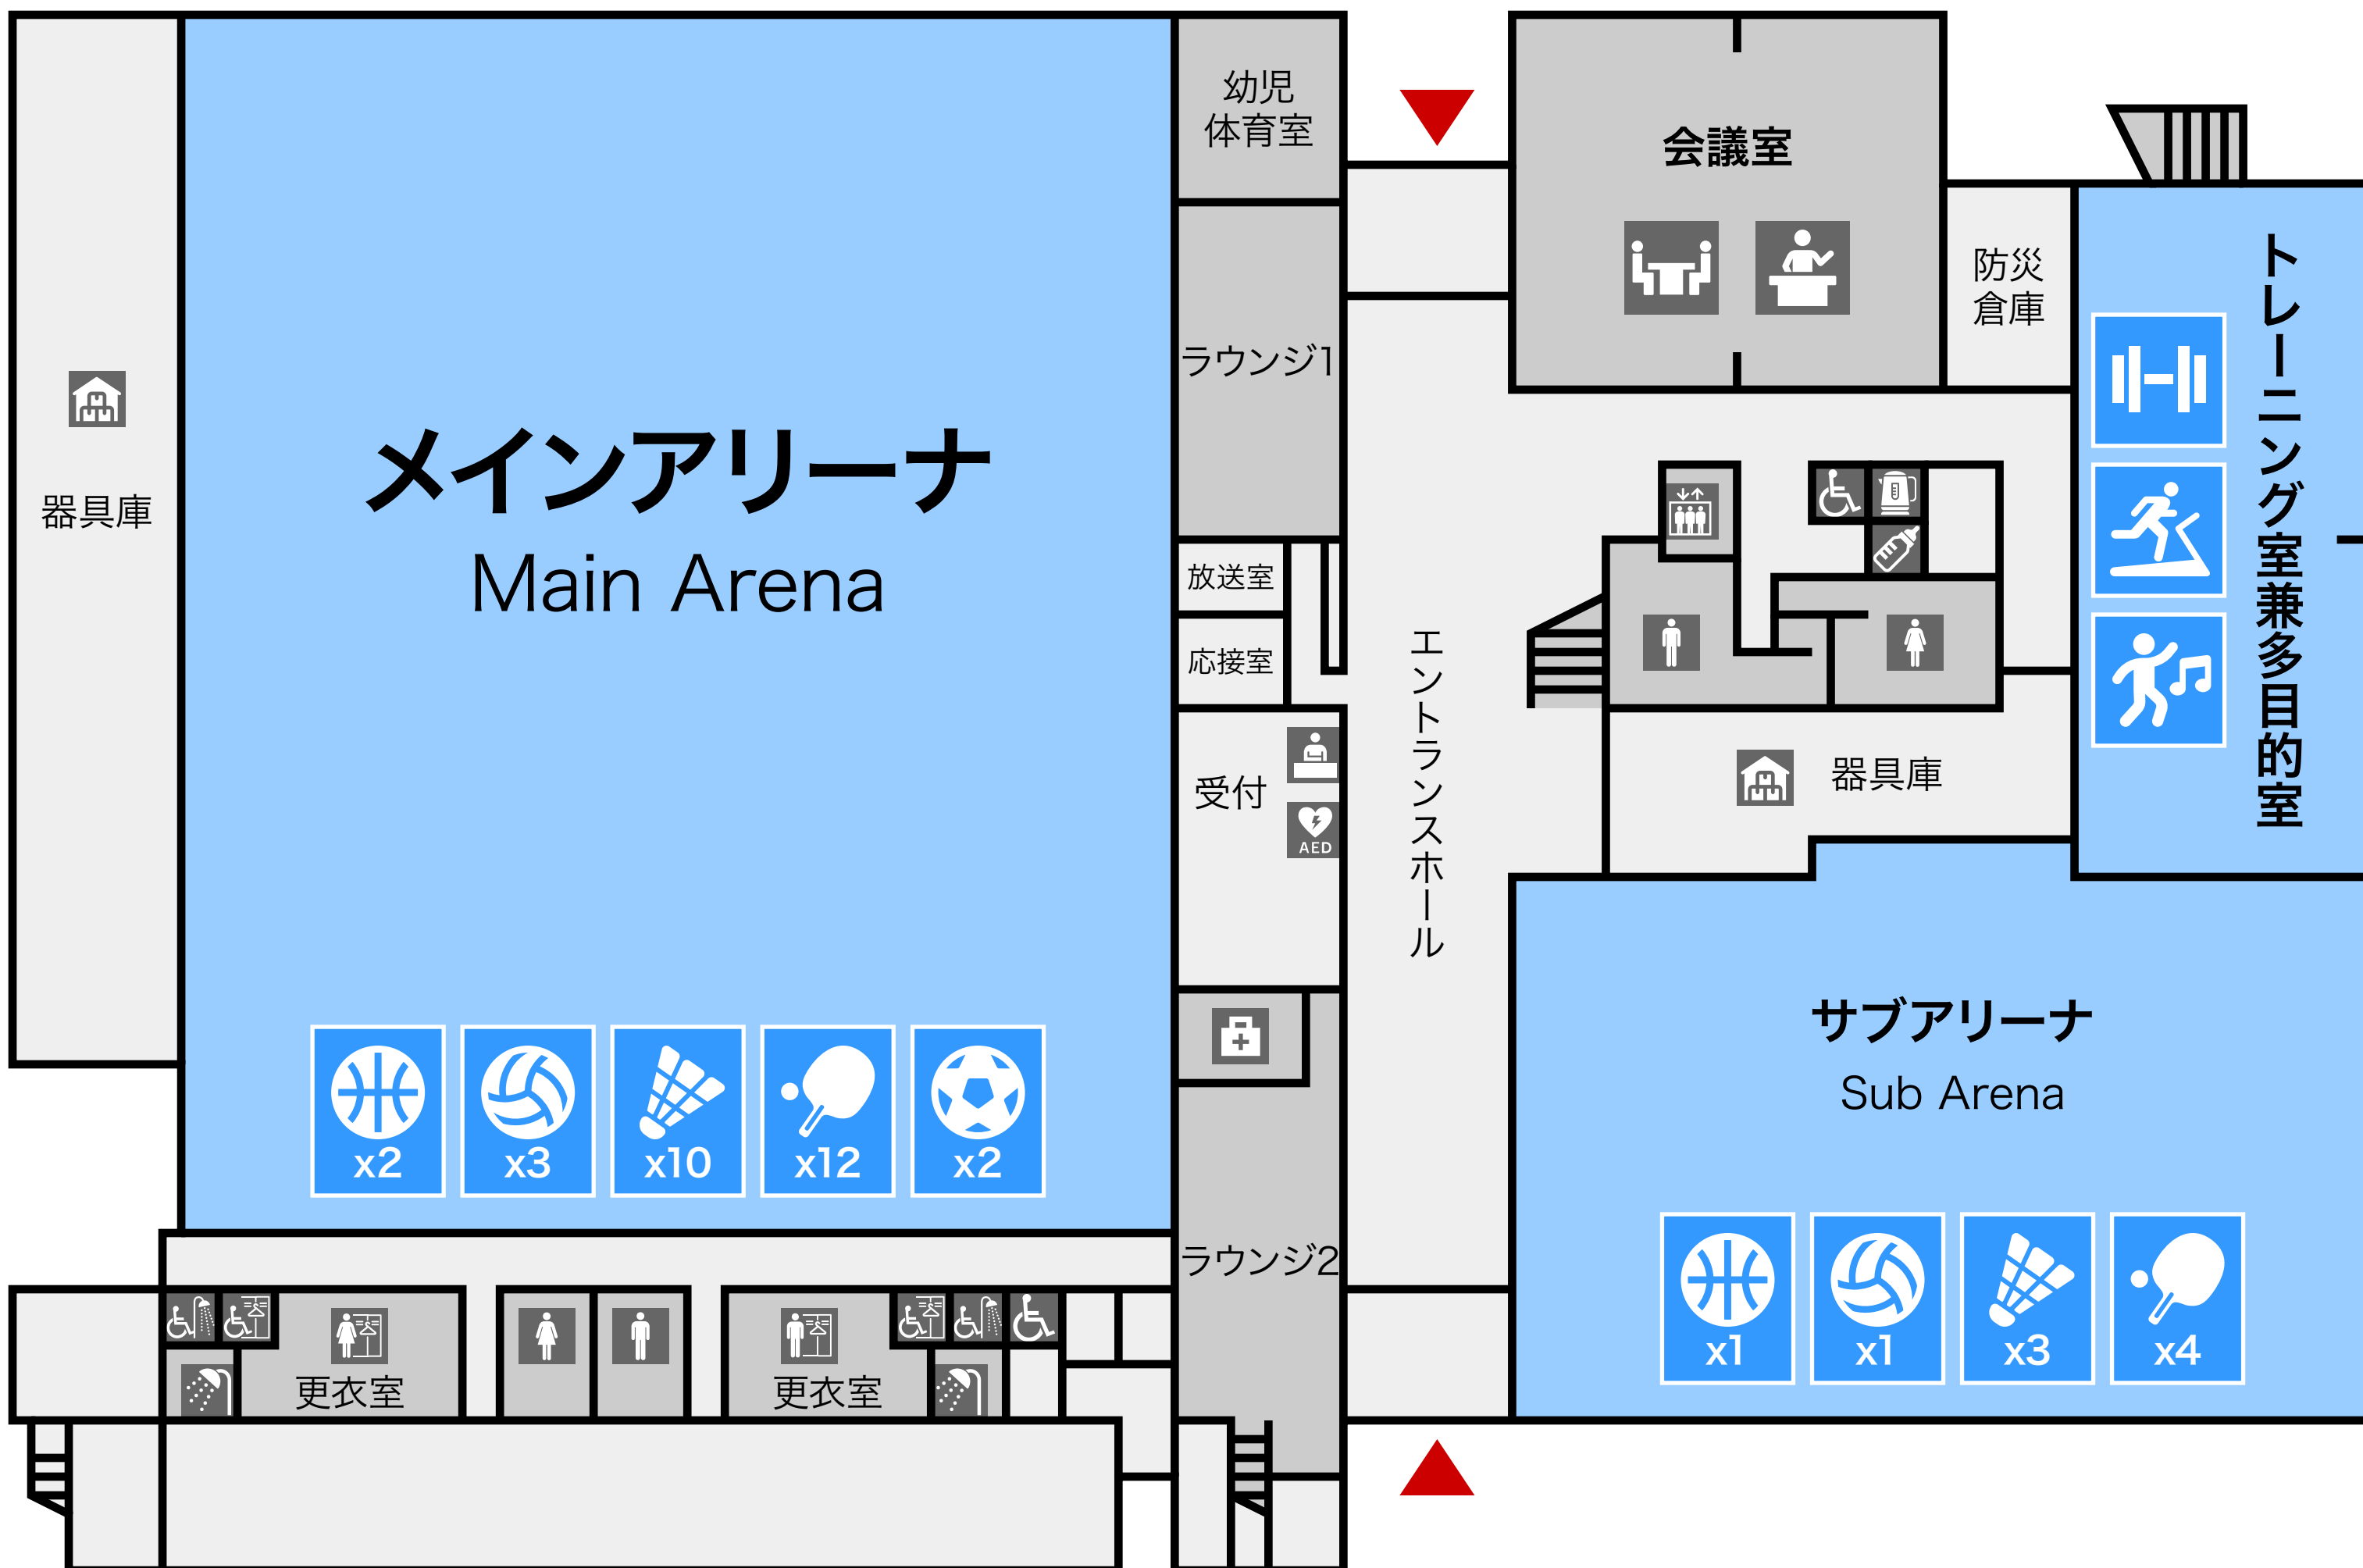 幼児
体育室
会議室
防災
倉庫
トレーニング室兼多目的室
ラウンジ1
メインアリーナ
Main Arena
器具庫
放送室
応接室
エントランスホール
受付
AED
器具庫
サブアリーナ
Sub Arena
x2
x3
x10
x12
x2
ラウンジ2
x1
x1
x3
x4
更衣室
更衣室